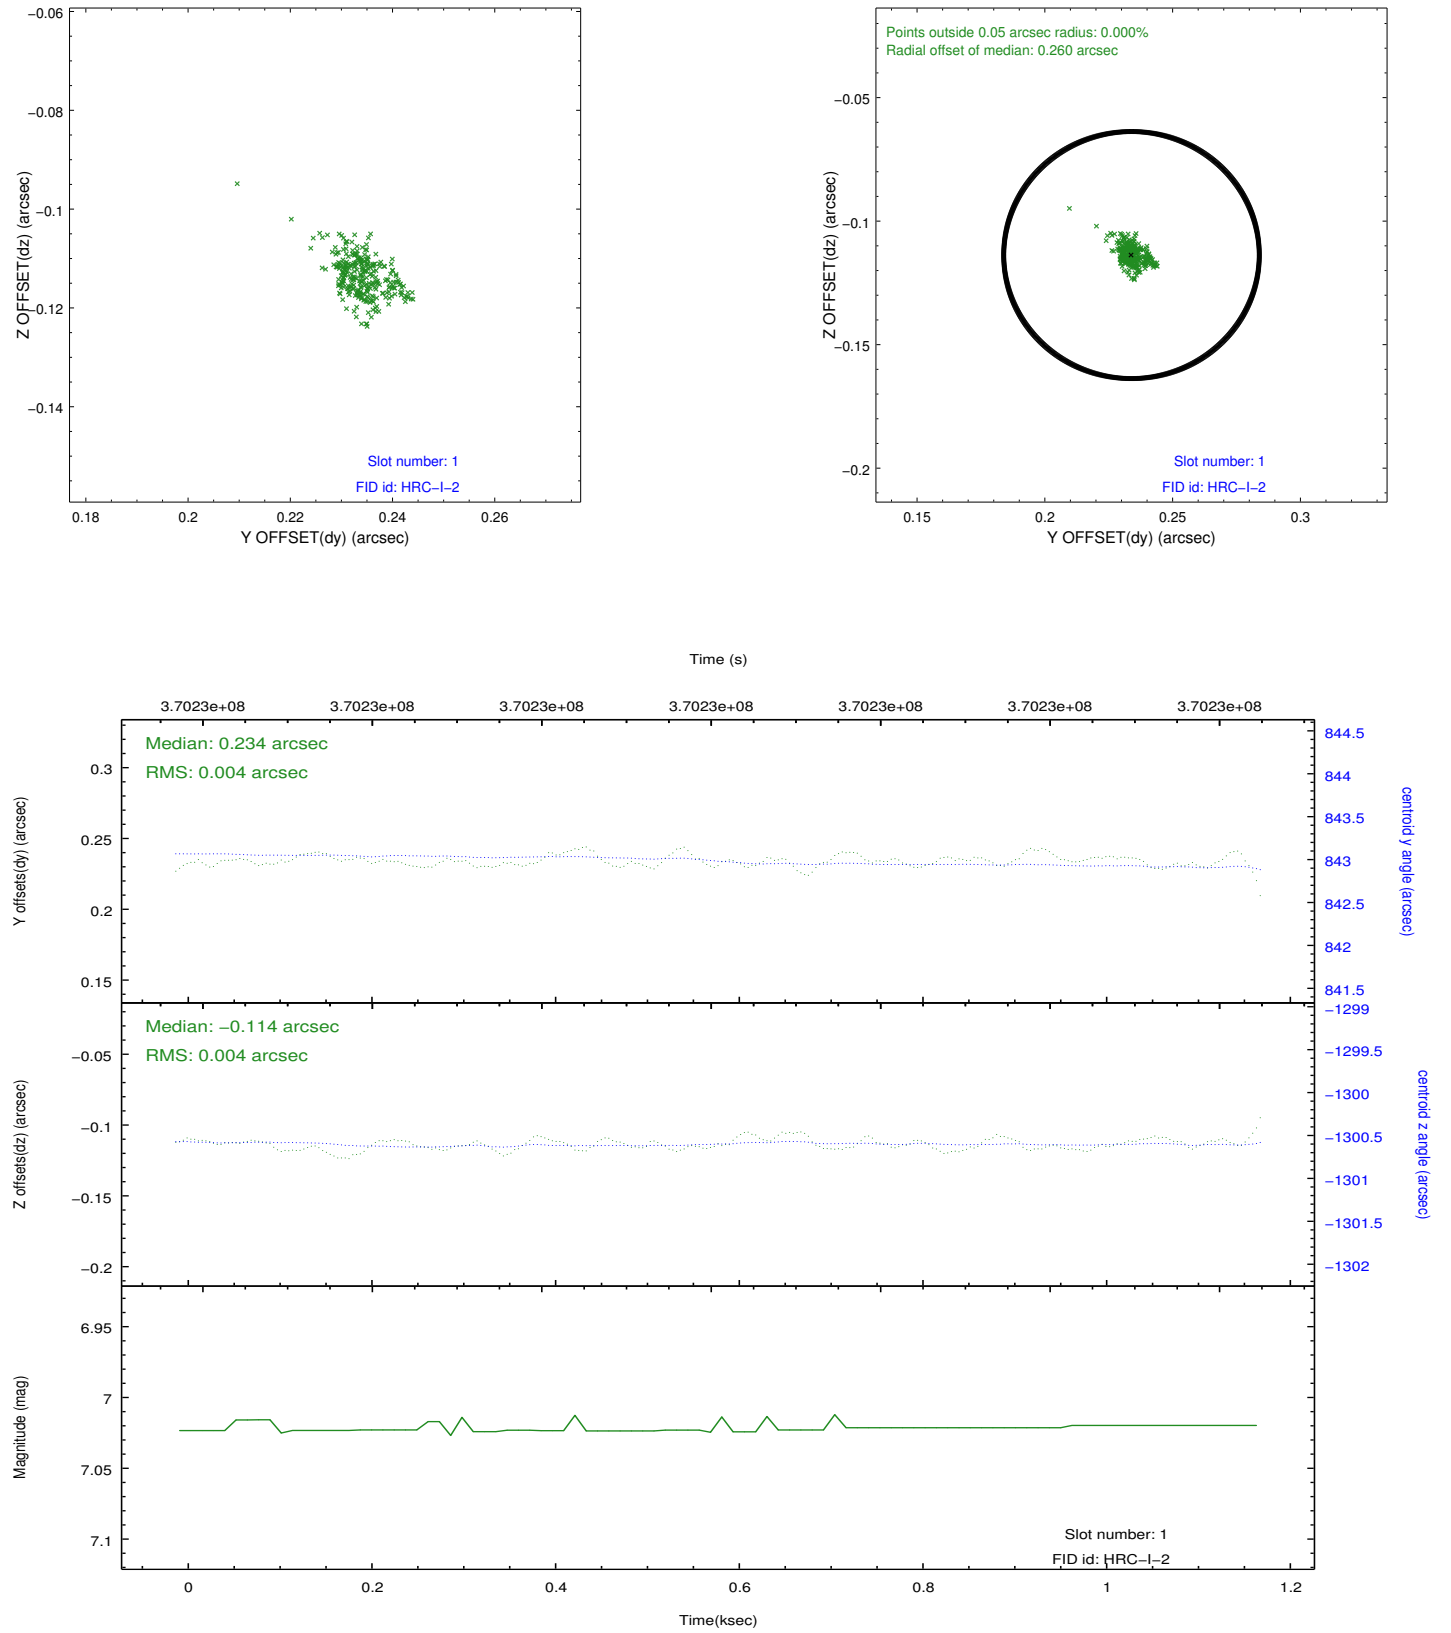 −0.06
−0.08
−0.1
−0.12
−0.14
Z OFFSET(dz) (arcsec)
Slot number: 1
FID id: HRC−I−2
0.18
0.2
0.22
0.24
0.26
Y OFFSET(dy) (arcsec)
Points outside 0.05 arcsec radius: 0.000%
Radial offset of median: 0.260 arcsec
−0.05
−0.1
−0.15
−0.2
Z OFFSET(dz) (arcsec)
Slot number: 1
FID id: HRC−I−2
0.15
0.2
0.25
0.3
Y OFFSET(dy) (arcsec)
Time (s)
3.7023e+08
3.7023e+08
3.7023e+08
3.7023e+08
3.7023e+08
3.7023e+08
3.7023e+08
Median: 0.234 arcsec
RMS: 0.004 arcsec
0.3
0.25
0.2
0.15
Y offsets(dy) (arcsec)
844.5
844
843.5
843
842.5
842
841.5
centroid y angle (arcsec)
Median: −0.114 arcsec
RMS: 0.004 arcsec
−0.05
−0.1
−0.15
−0.2
Z offsets(dz) (arcsec)
−1299
−1299.5
−1300
−1300.5
−1301
−1301.5
−1302
centroid z angle (arcsec)
6.95
7
7.05
7.1
Magnitude (mag)
Slot number: 1
FID id: HRC−I−2
0
0.2
0.4
0.6
0.8
1
1.2
Time(ksec)